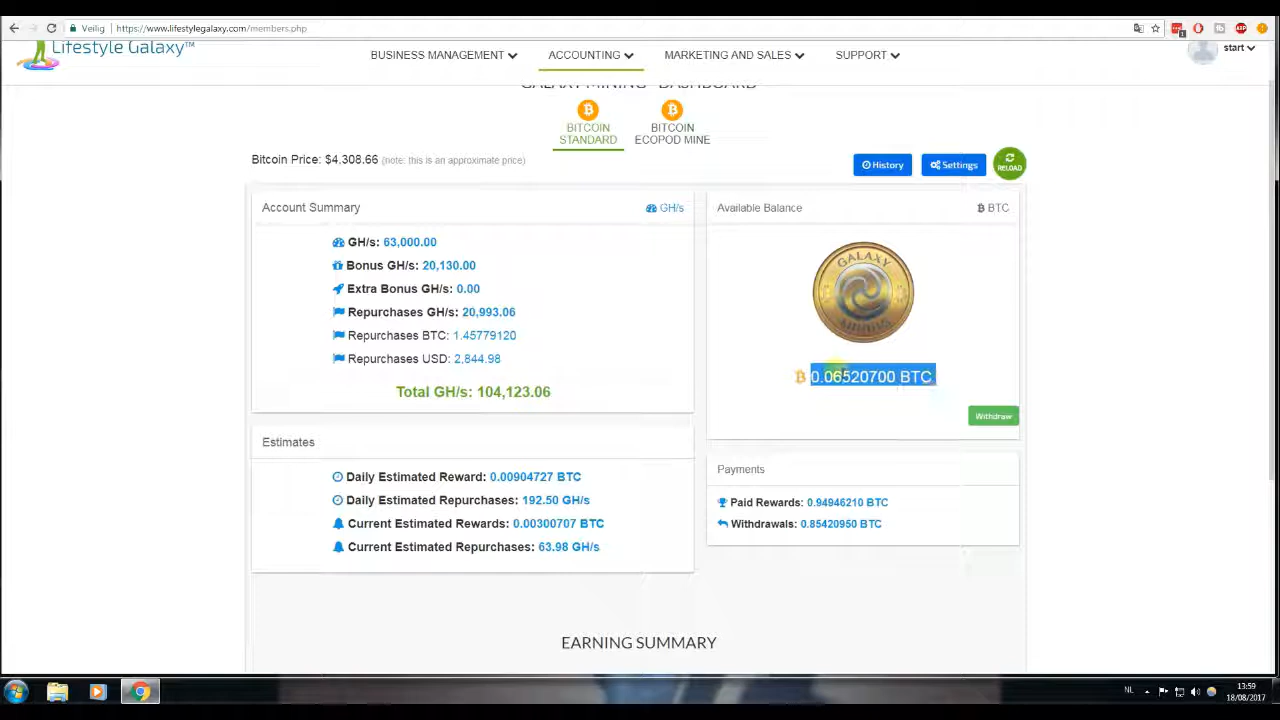 Veilig
https://www.lifestylegalaxy.com/members.php
Lifestyle Galaxy™
BUSINESS MANAGEMENT
ACCOUNTING
MARKETING AND SALES
SUPPORT
start
GALAXY MINING - DASHBOARD
BITCOIN
STANDARD
BITCOIN
ECOPOD MINE
Bitcoin Price: $4,308.66 (note: this is an approximate price)
History
Settings
RELOAD
Account Summary
GH/s
GH/s: 63,000.00
Bonus GH/s: 20,130.00
Extra Bonus GH/s: 0.00
Repurchases GH/s: 20,993.06
Repurchases BTC: 1.45779120
Repurchases USD: 2,844.98
Total GH/s: 104,123.06
Available Balance
BTC
GALAXY
0.06520700 BTC
Withdraw
Estimates
Daily Estimated Reward: 0.00904727 BTC
Daily Estimated Repurchases: 192.50 GH/s
Current Estimated Rewards: 0.00300707 BTC
Current Estimated Repurchases: 63.98 GH/s
Payments
Paid Rewards: 0.94946210 BTC
Withdrawals: 0.85420950 BTC
EARNING SUMMARY
NL
13:59
18/08/2017